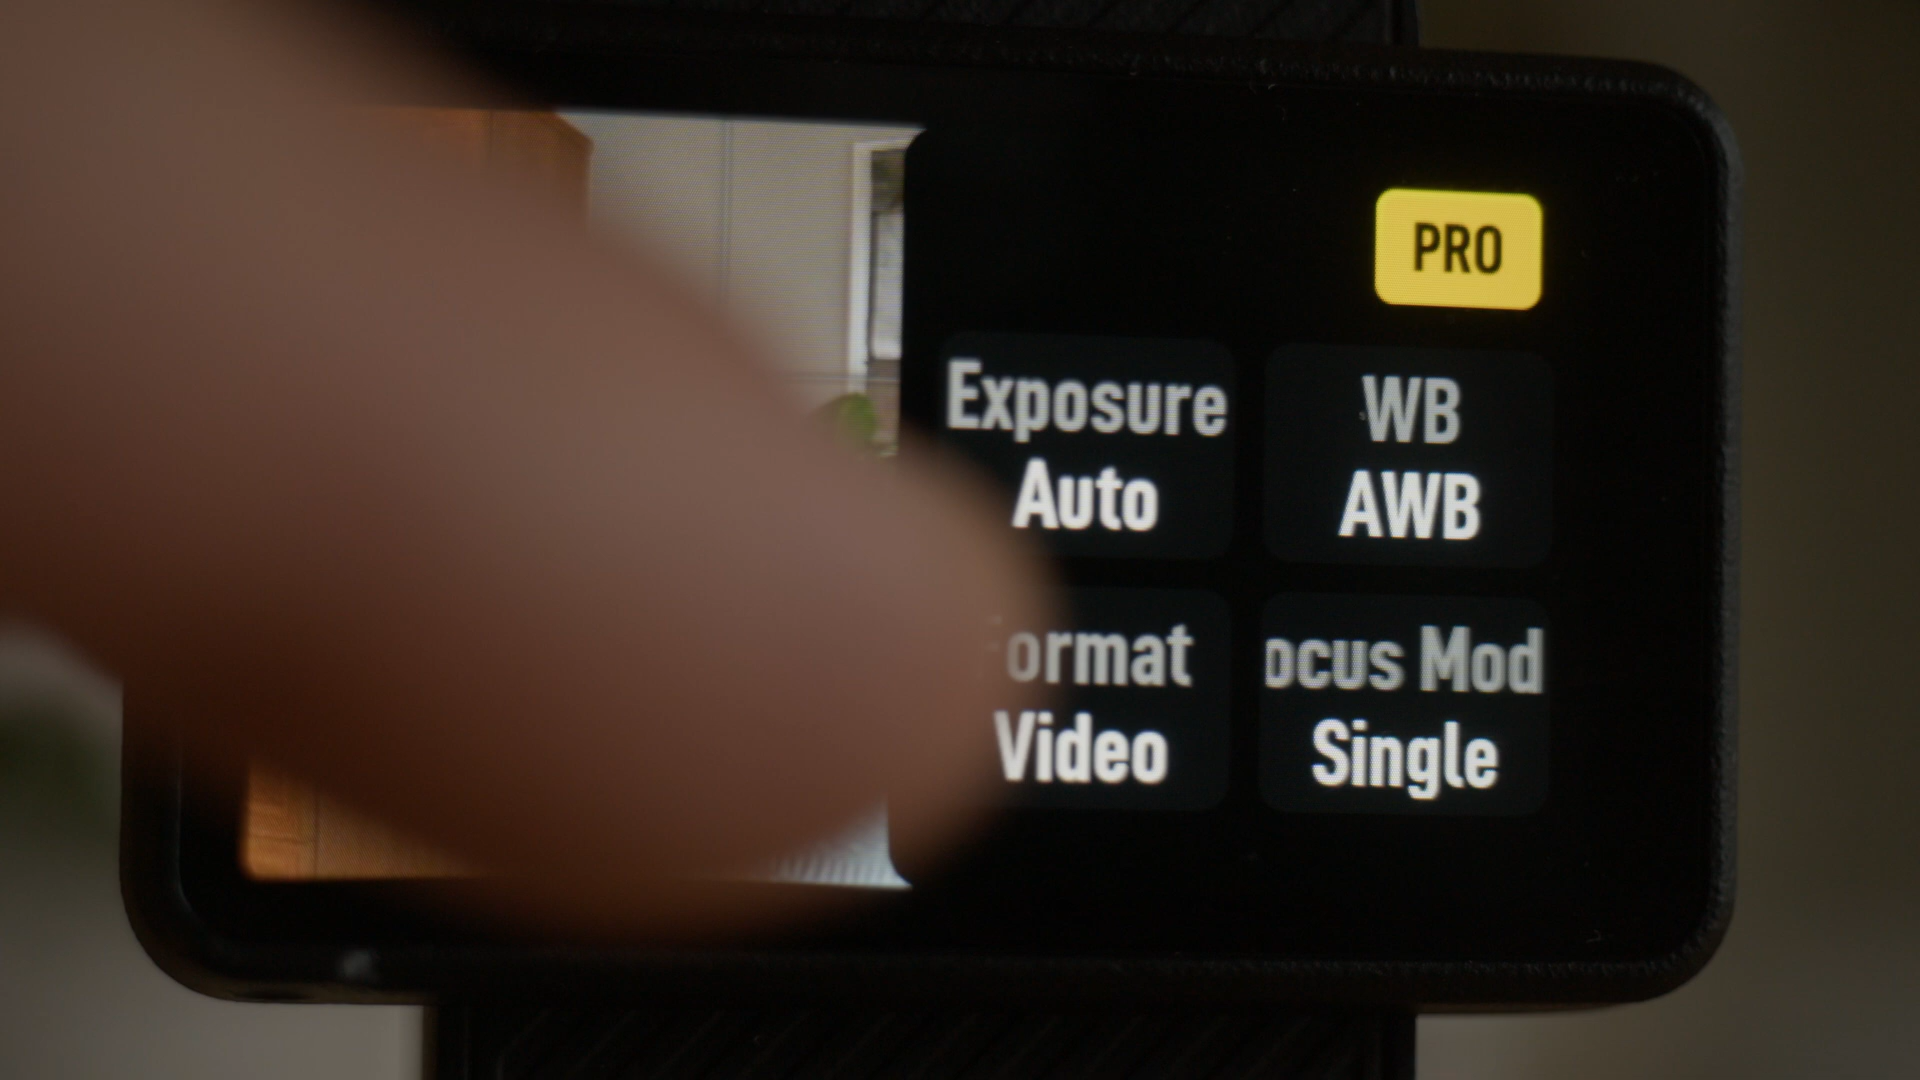 PRO
Exposure
Auto
WB
AWB
ormat
Video
ocus Mod
Single